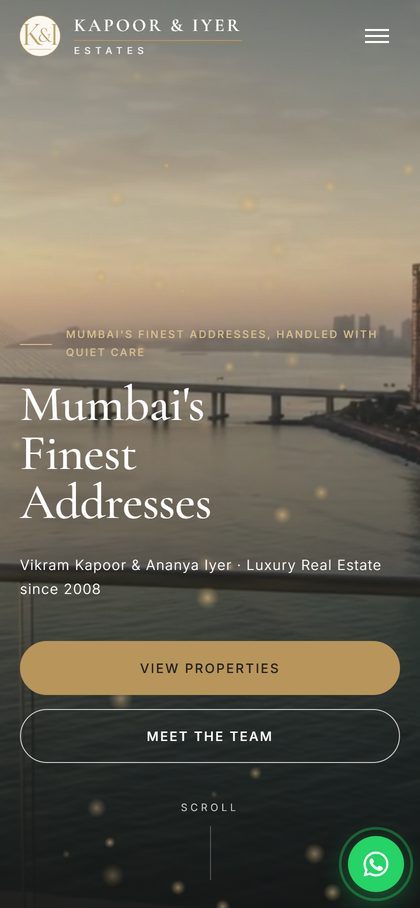 K&I
KAPOOR & IYER
ESTATES
MUMBAI'S FINEST ADDRESSES, HANDLED WITH
QUIET CARE
Mumbai's
Finest
Addresses
Vikram Kapoor & Ananya Iyer · Luxury Real Estate
since 2008
VIEW PROPERTIES
MEET THE TEAM
SCROLL